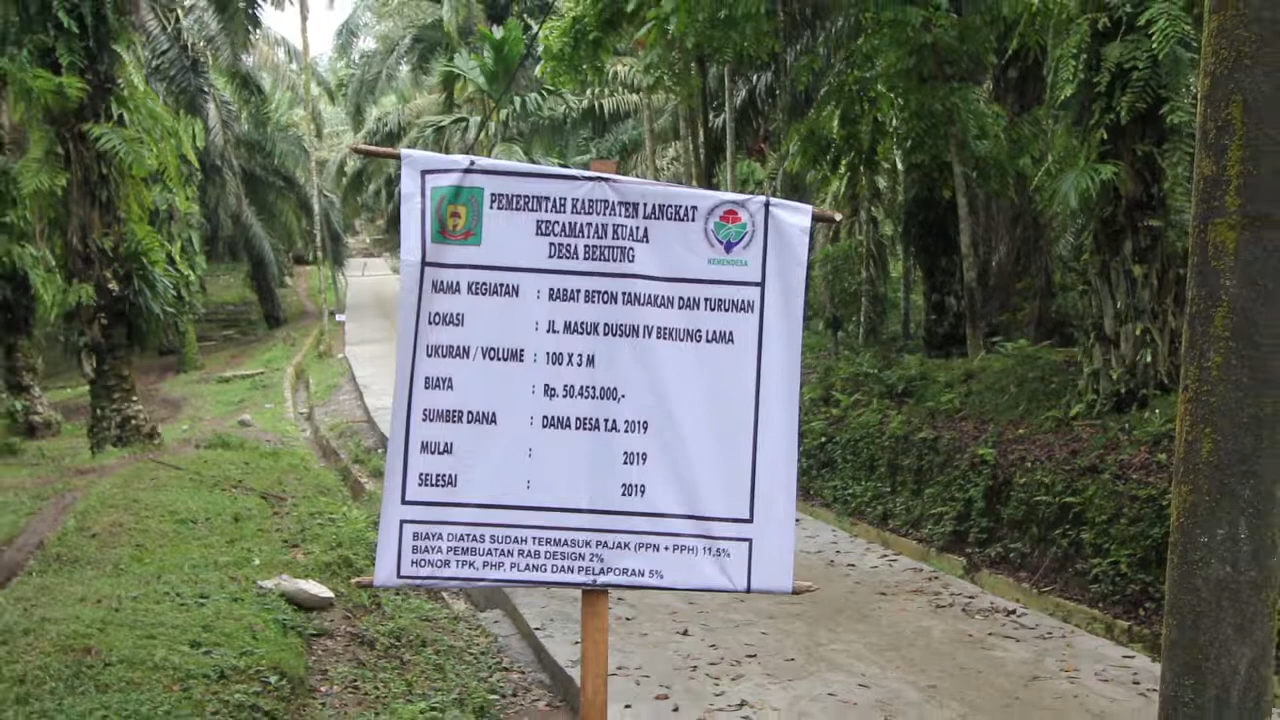 PEMERINTAH KABUPATEN LANGKAT
KECAMATAN KUALA
DESA BEKIUNG
KEMENDESA
NAMA KEGIATAN : RABAT BETON TANJAKAN DAN TURUNAN
LOKASI : JL. MASUK DUSUN IV BEKIUNG LAMA
UKURAN / VOLUME : 100 X 3 M
BIAYA : Rp. 50.453.000,-
SUMBER DANA : DANA DESA T.A. 2019
MULAI : 2019
SELESAI : 2019
BIAYA DIATAS SUDAH TERMASUK PAJAK (PPN + PPH) 11,5%
BIAYA PEMBUATAN RAB DESIGN 2%
HONOR TPK, PHP, PLANG DAN PELAPORAN 5%